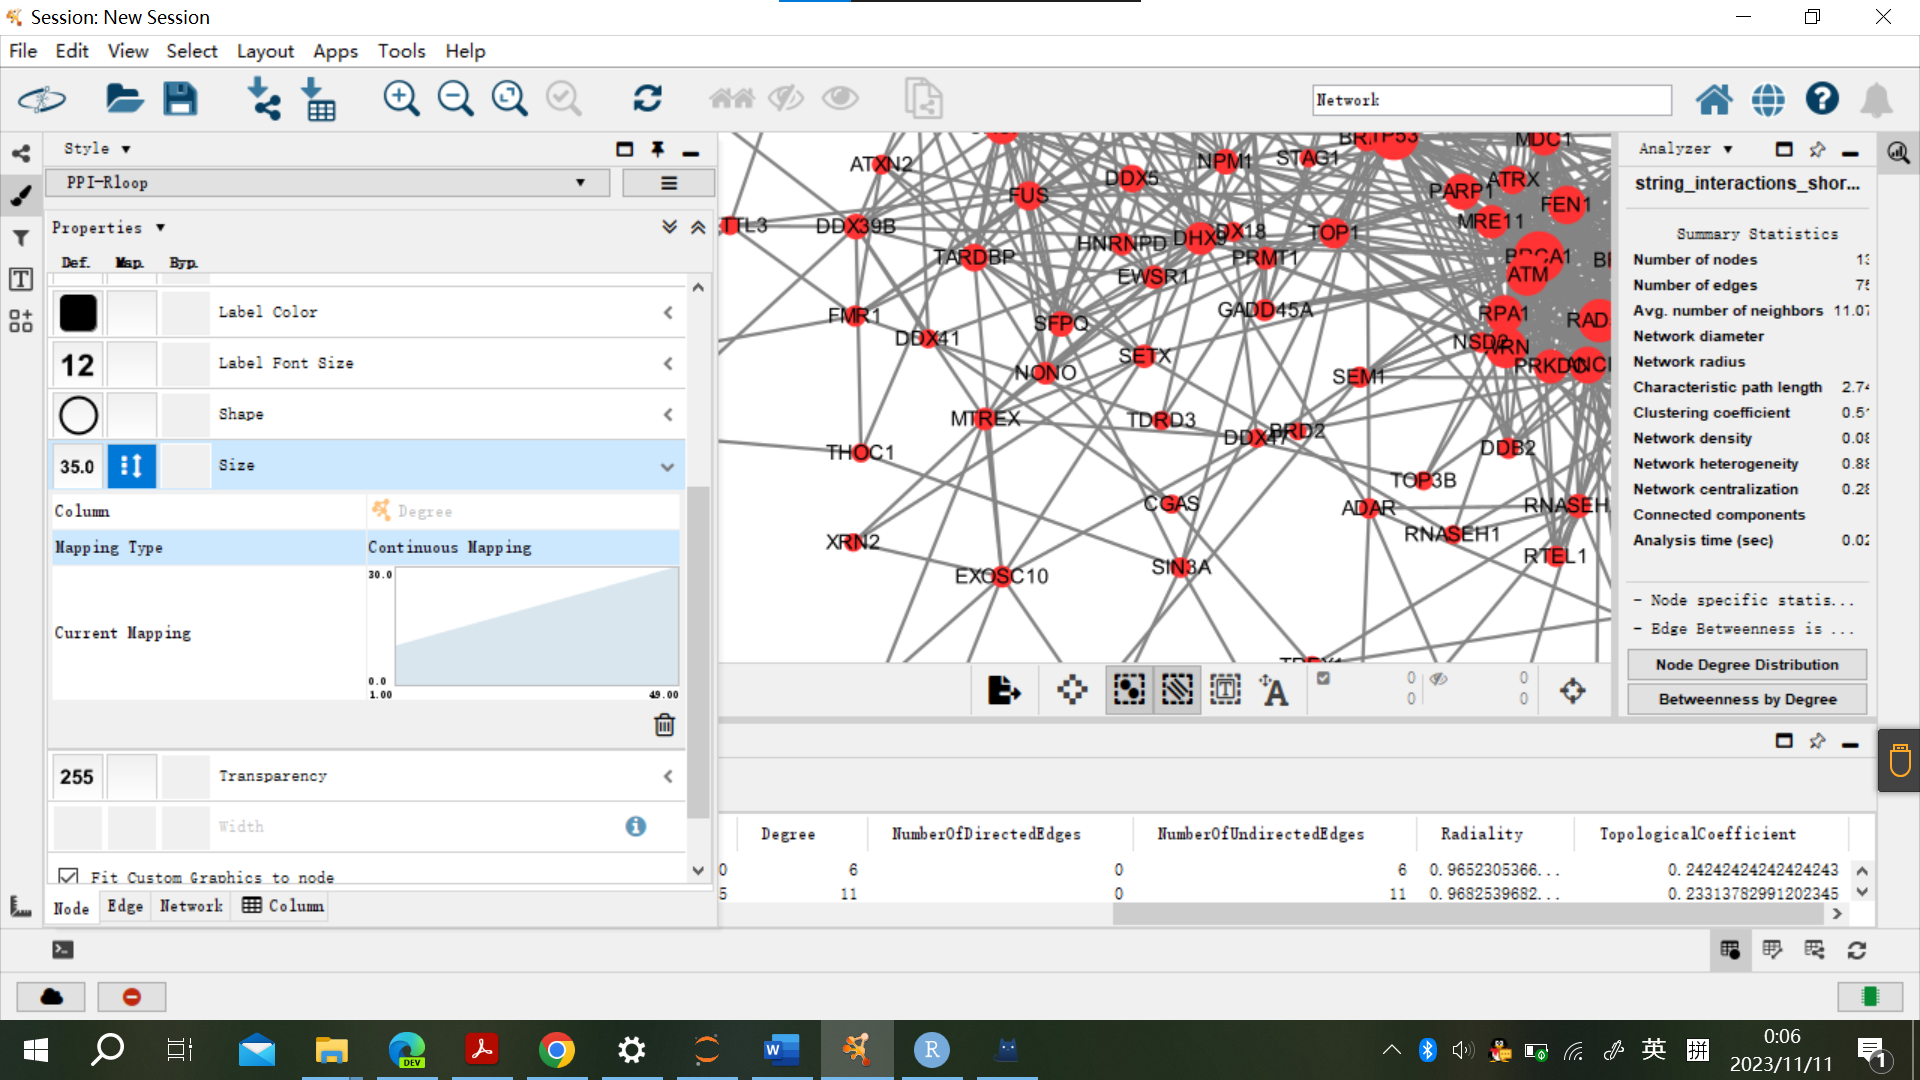 Session: New Session
File Edit View Select Layout Apps Tools Help
Network
Style
PPI-Rloop
Properties
Def. Map. Byp.
Label Color
12 Label Font Size
Shape
35.0 Size
Column Degree
Mapping Type Continuous Mapping
Current Mapping
30.0
0.0
1.00 49.00
255 Transparency
Width
Fit Custom Graphics to node
Node Edge Network Column
ATXN2
DDX5
NPM1
STAG1
TP53
MDC1
FUS
PARP1
ATRX
FEN1
MRE11
TTL3
DDX39B
TARDBP
HNRNPD
DHX9
DX18
TOP1
PRMT1
EWSR1
BRCA1
ATM
FMR1
DDX41
SFPQ
GADD45A
RPA1
RAD
NSD2
WRN
PRKDC
NONO
SETX
SEM1
MTREX
TDRD3
DDX47
BRD2
DDB2
THOC1
TOP3B
CGAS
ADAR
RNASEH
RNASEH1
XRN2
EXOSC10
SIN3A
RTEL1
0 0
0 0
Analyzer
string_interactions_shor...
Summary Statistics
Number of nodes 13
Number of edges 75
Avg. number of neighbors 11.07
Network diameter
Network radius
Characteristic path length 2.74
Clustering coefficient 0.51
Network density 0.08
Network heterogeneity 0.88
Network centralization 0.28
Connected components
Analysis time (sec) 0.02
- Node specific statis...
- Edge Betweenness is ...
Node Degree Distribution
Betweenness by Degree
Degree NumberOfDirectedEdges NumberOfUndirectedEdges Radiality TopologicalCoefficient
0 6 0 6 0.9652305366... 0.24242424242424243
5 11 0 11 0.9682539682... 0.23313782991202345
DEV
W
R
英 拼
0:06
2023/11/11
1